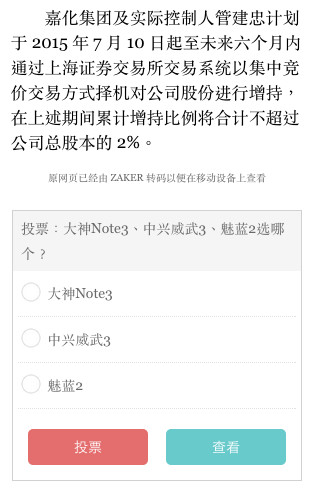 嘉化集团及实际控制人管建忠计划
于 2015 年 7 月 10 日起至未来六个月内
通过上海证券交易所交易系统以集中竞
价交易方式择机对公司股份进行增持，
在上述期间累计增持比例将合计不超过
公司总股本的 2%。
原网页已经由 ZAKER 转码以便在移动设备上查看
投票：大神Note3、中兴威武3、魅蓝2选哪
个？
大神Note3
中兴威武3
魅蓝2
投票 查看